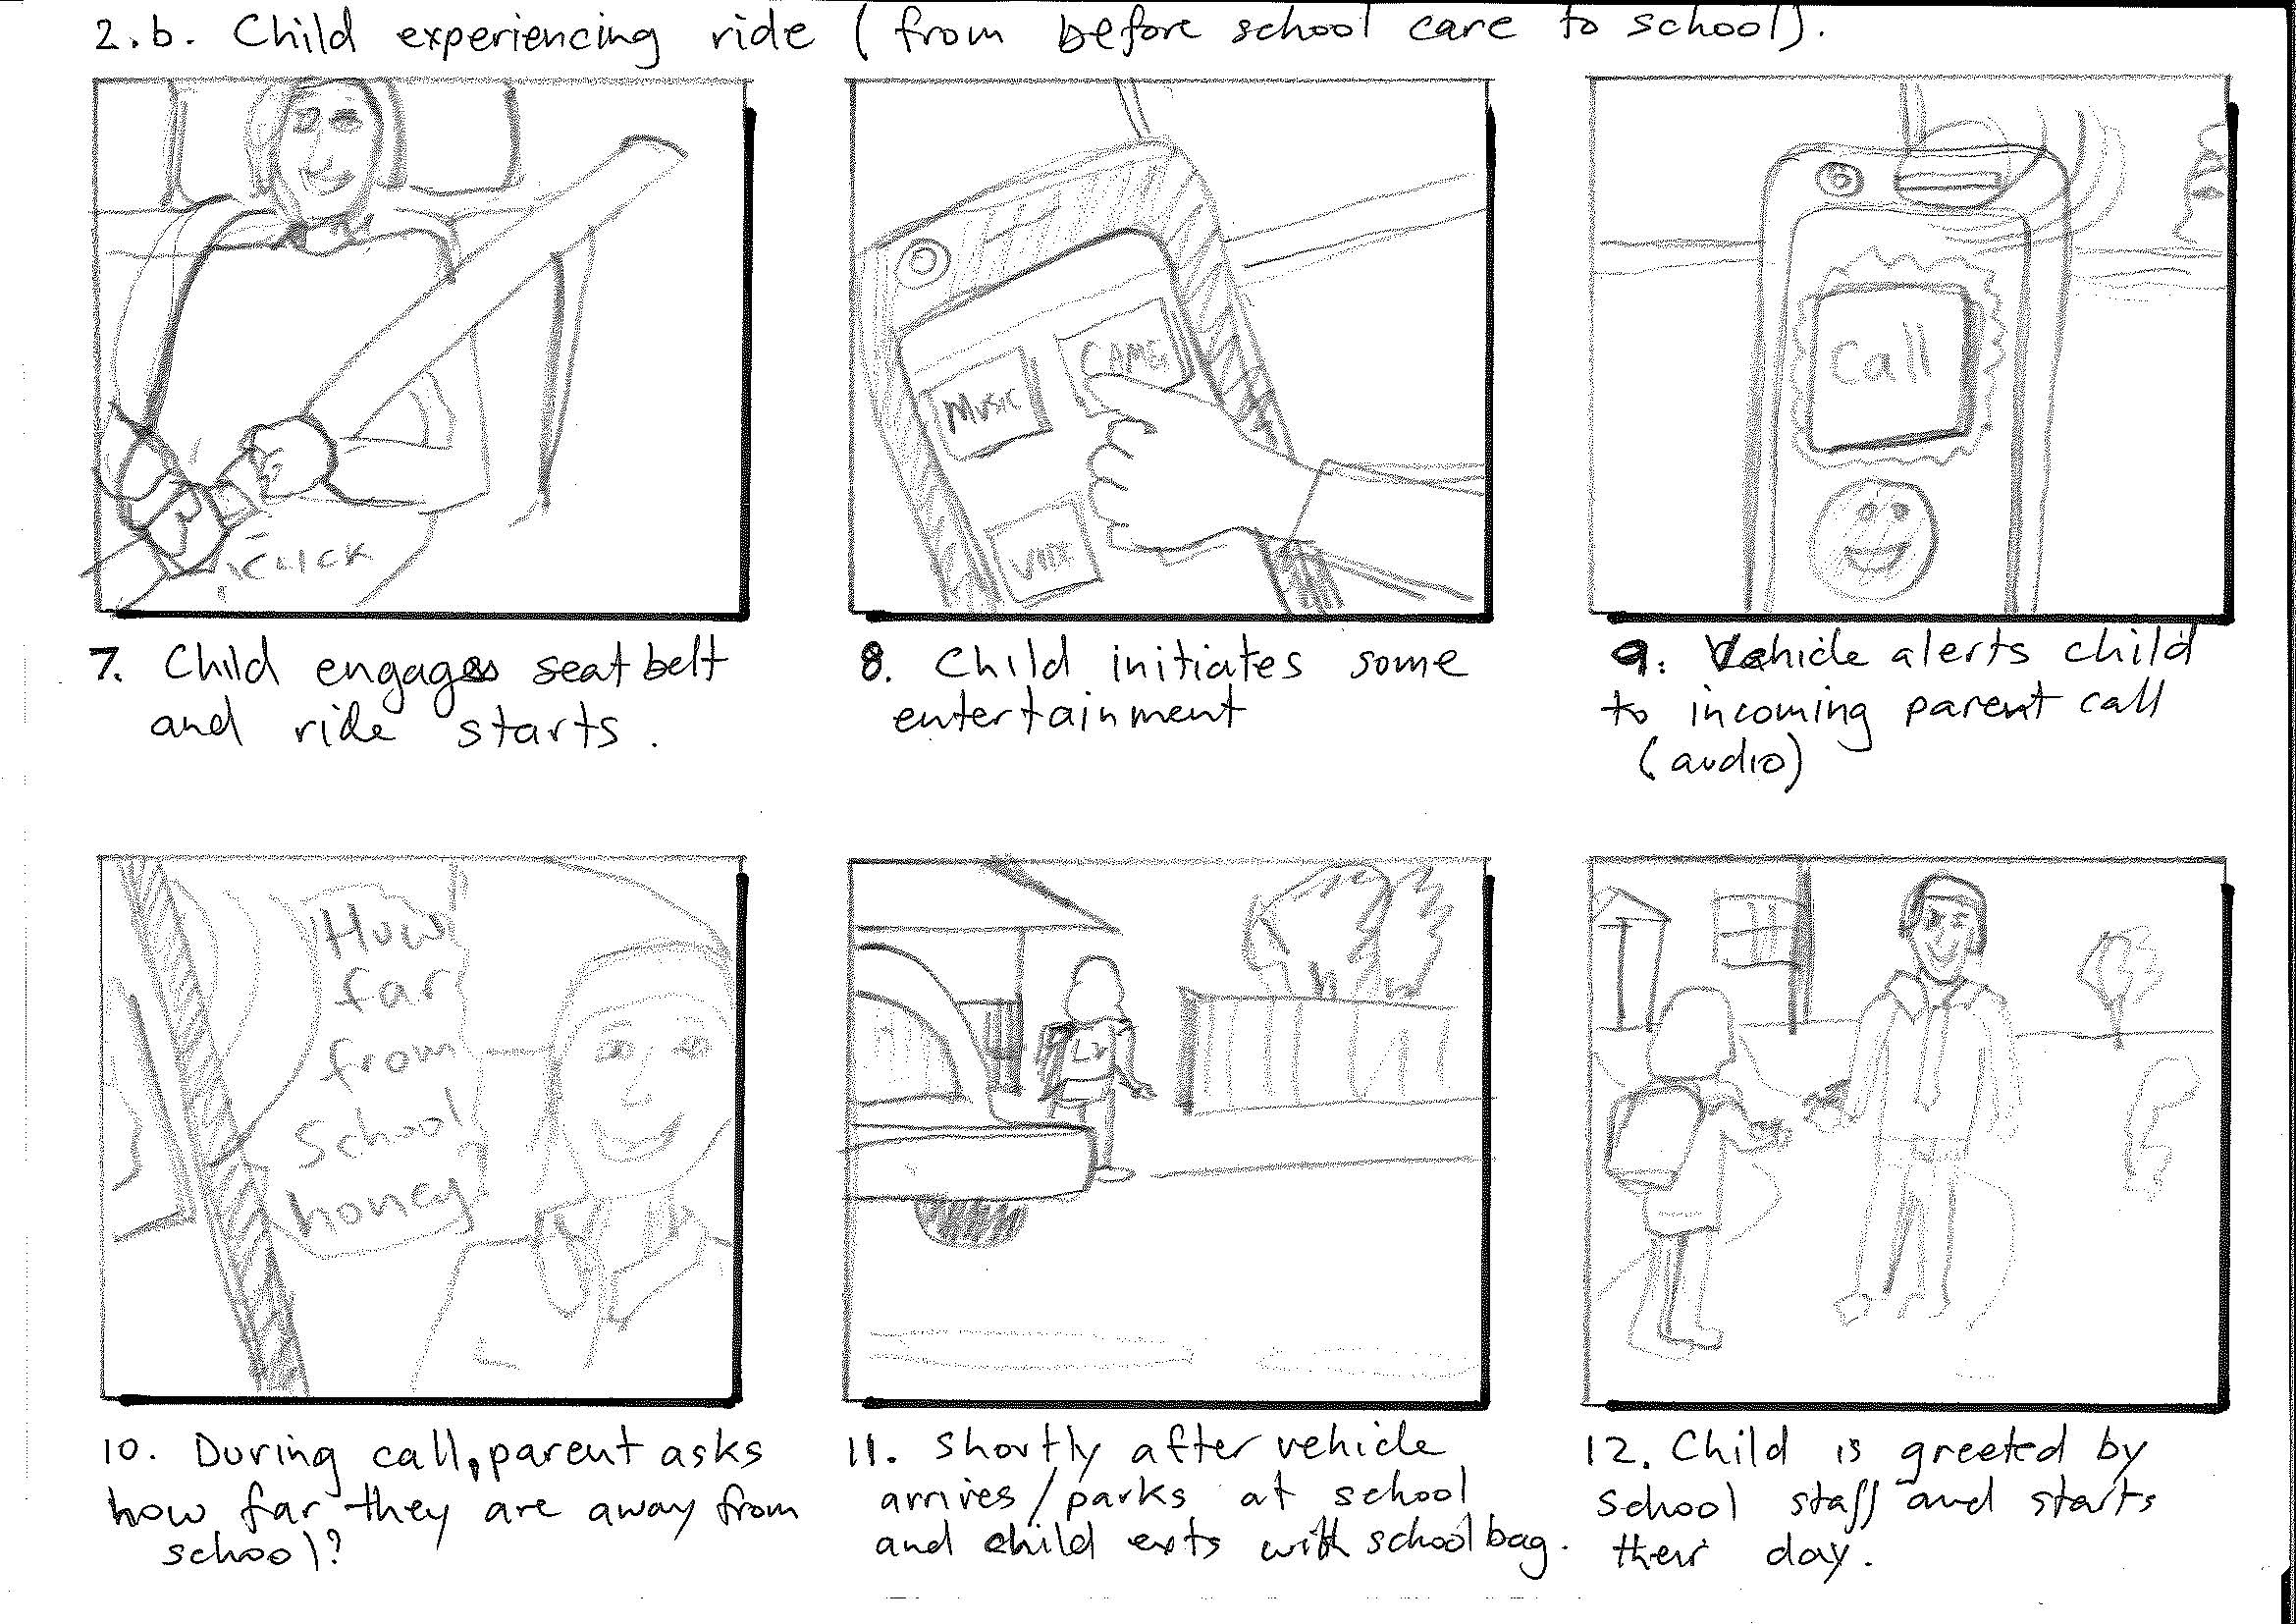 2.b. Child experiencing ride (from before school care to school).
CLICK
7. Child engages seat belt
and ride starts.
MUSIC
GAME
8. Child initiates some
entertainment
Call
9. Vehicle alerts child
to incoming parent call
(audio)
How
far
from
School
honey?
10. During call, parent asks
how far they are away from
school?
11. Shortly after vehicle
arrives/parks at school
and child exits with school bag.
12. Child is greeted by
school staff and starts
their day.